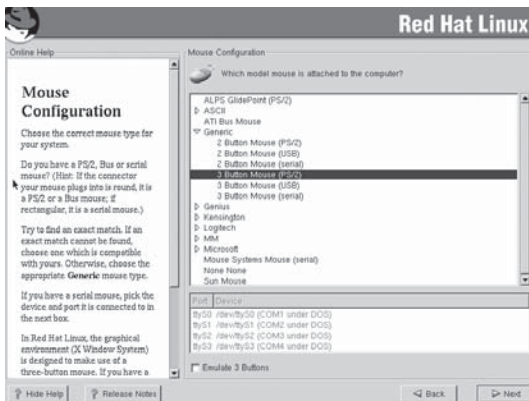 Red Hat Linux
Online Help
Mouse
Configuration
Choose the correct mouse type for
your system.
Do you have a PS/2, Bus or serial
mouse? (Hint: If the connector
your mouse plugs into is round, it is
a PS/2 or a Bus mouse; if
rectangular, it is a serial mouse.)
Try to find an exact match. If an
exact match cannot be found,
choose one which is compatible
with yours. Otherwise, choose the
appropriate Generic mouse type.
If you have a serial mouse, pick the
device and port it is connected to in
the next box.
In Red Hat Linux, the graphical
environment (X Window System)
is designed to make use of a
three-button mouse. If you have a
Mouse Configuration
Which model mouse is attached to the computer?
ALPS GlidePoint (PS/2)
ASCII
ATI Bus Mouse
Generic
2 Button Mouse (PS/2)
2 Button Mouse (USB)
2 Button Mouse (serial)
3 Button Mouse (PS/2)
3 Button Mouse (USB)
3 Button Mouse (serial)
Genius
Kensington
Logitech
MM
Microsoft
Mouse Systems Mouse (serial)
None None
Sun Mouse
Port Device
ttyS0 /dev/ttyS0 (COM1 under DOS)
ttyS1 /dev/ttyS1 (COM2 under DOS)
ttyS2 /dev/ttyS2 (COM3 under DOS)
ttyS3 /dev/ttyS3 (COM4 under DOS)
Emulate 3 Buttons
? Hide Help
? Release Notes
Back
Next